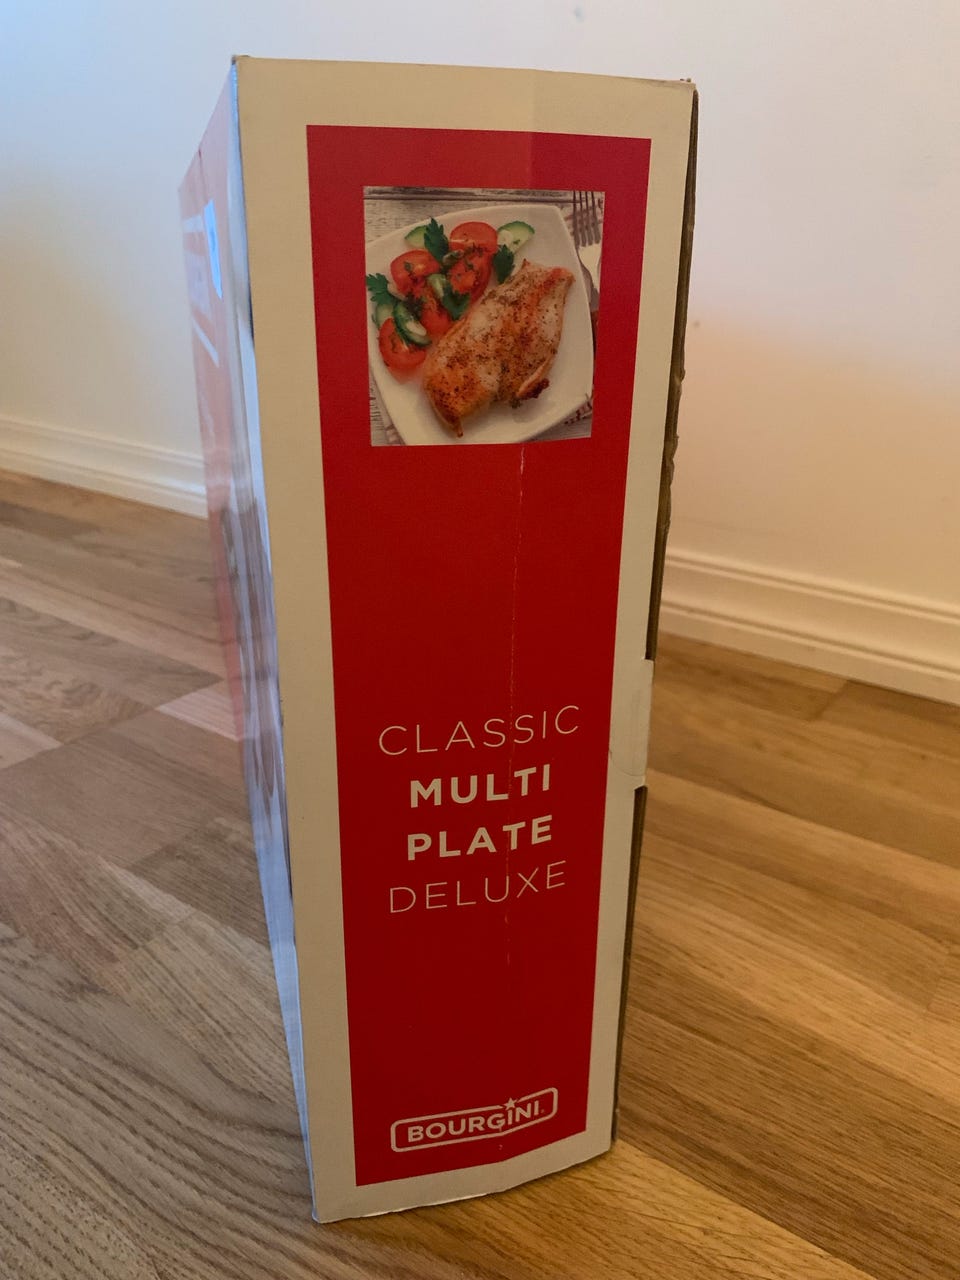 CLASSIC
MULTI
PLATE
DELUXE
BOURGINI